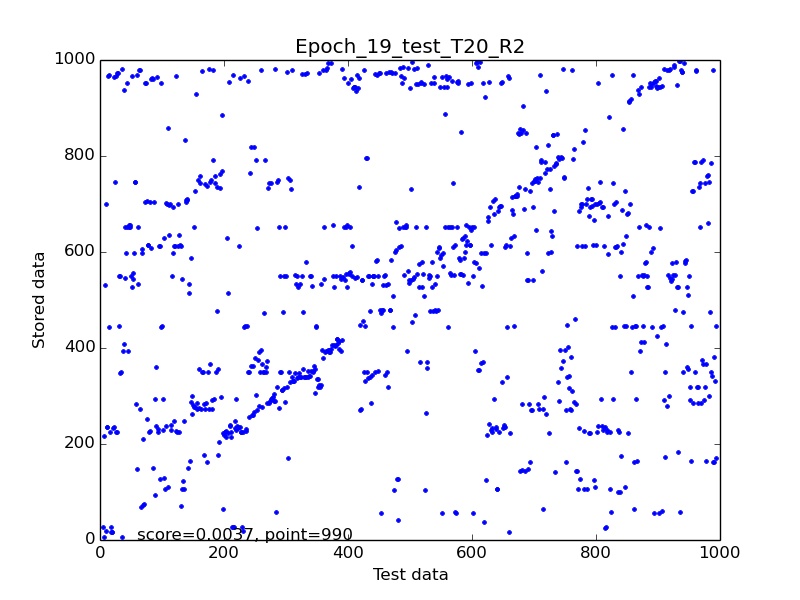 Epoch_19_test_T20_R2
1000
800
600
400
200
0
Stored data
score=0.0037, point=990
0 200 400 600 800 1000
Test data